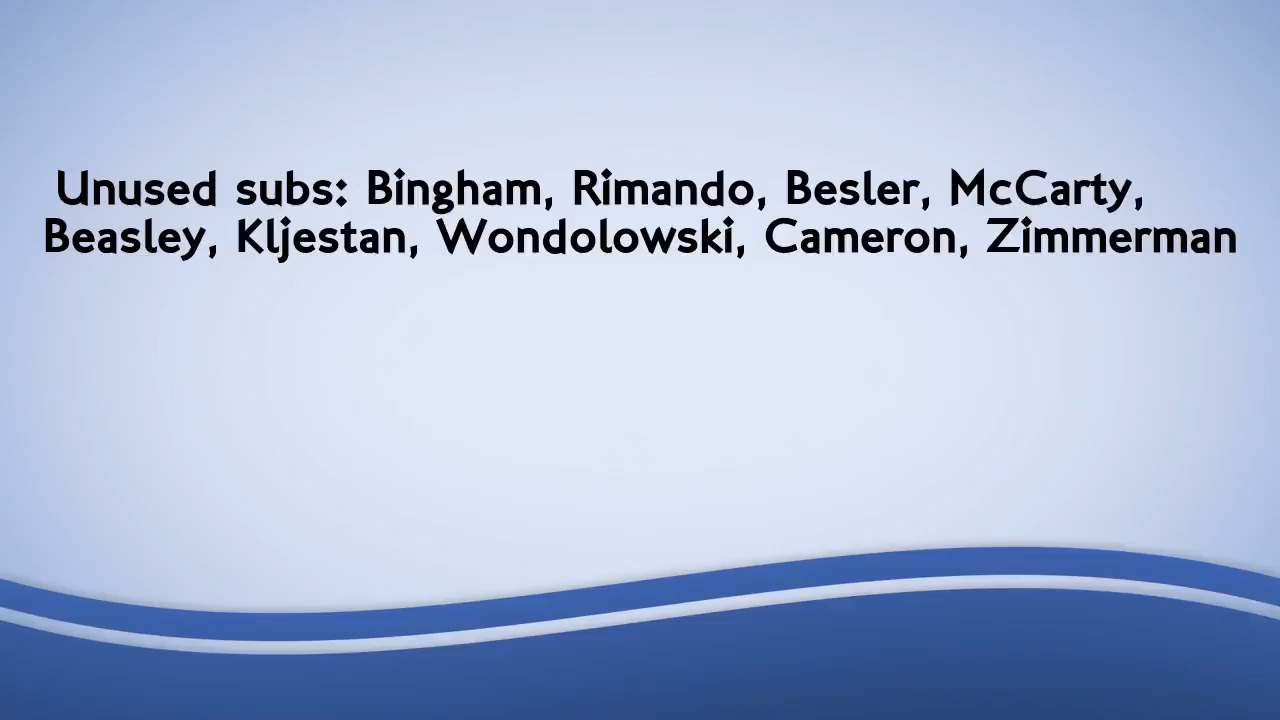 Unused subs: Bingham, Rimando, Besler, McCarty,
Beasley, Kljestan, Wondolowski, Cameron, Zimmerman